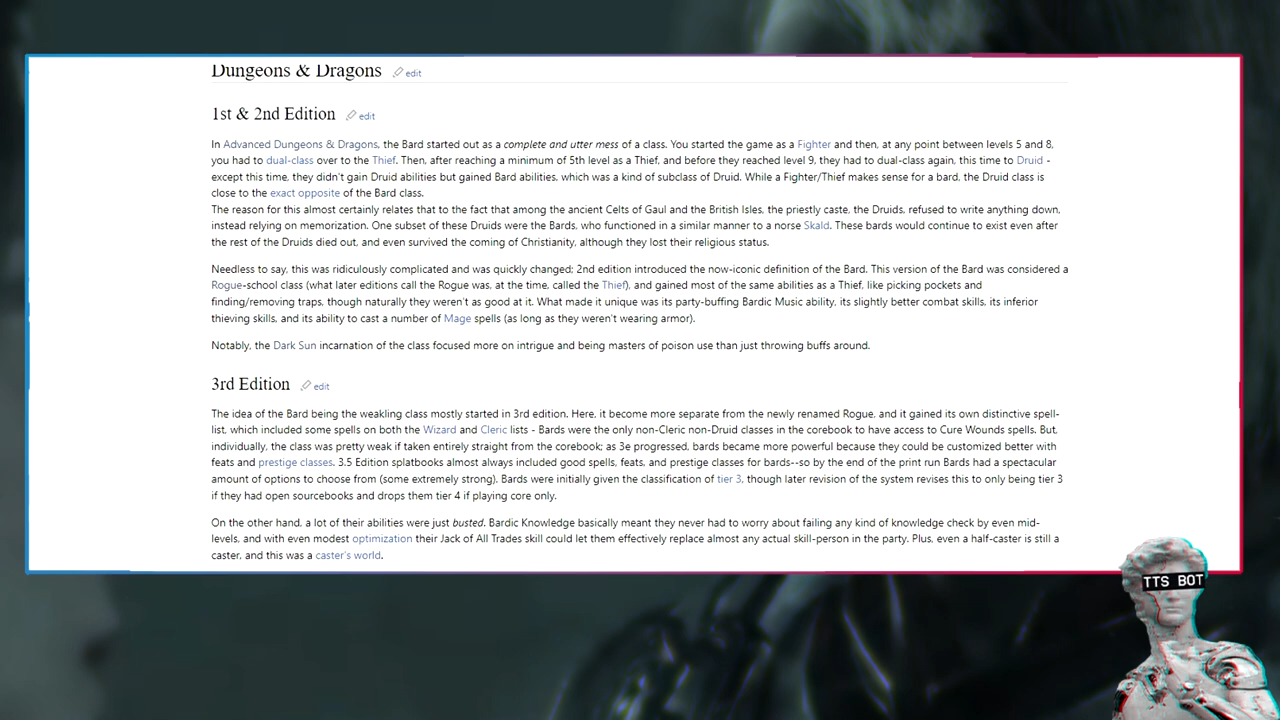 Dungeons & Dragons edit
1st & 2nd Edition edit
In Advanced Dungeons & Dragons, the Bard started out as a complete and utter mess of a class. You started the game as a Fighter and then, at any point between levels 5 and 8,
you had to dual-class over to the Thief. Then, after reaching a minimum of 5th level as a Thief, and before they reached level 9, they had to dual-class again, this time to Druid -
except this time, they didn't gain Druid abilities but gained Bard abilities, which was a kind of subclass of Druid. While a Fighter/Thief makes sense for a bard, the Druid class is
close to the exact opposite of the Bard class.
The reason for this almost certainly relates that to the fact that among the ancient Celts of Gaul and the British Isles, the priestly caste, the Druids, refused to write anything down,
instead relying on memorization. One subset of these Druids were the Bards, who functioned in a similar manner to a norse Skald. These bards would continue to exist even after
the rest of the Druids died out, and even survived the coming of Christianity, although they lost their religious status.
Needless to say, this was ridiculously complicated and was quickly changed; 2nd edition introduced the now-iconic definition of the Bard. This version of the Bard was considered a
Rogue-school class (what later editions call the Rogue was, at the time, called the Thief), and gained most of the same abilities as a Thief, like picking pockets and
finding/removing traps, though naturally they weren't as good at it. What made it unique was its party-buffing Bardic Music ability, its slightly better combat skills, its inferior
thieving skills, and its ability to cast a number of Mage spells (as long as they weren't wearing armor).
Notably, the Dark Sun incarnation of the class focused more on intrigue and being masters of poison use than just throwing buffs around.
3rd Edition edit
The idea of the Bard being the weakling class mostly started in 3rd edition. Here, it become more separate from the newly renamed Rogue, and it gained its own distinctive spell-
list, which included some spells on both the Wizard and Cleric lists - Bards were the only non-Cleric non-Druid classes in the corebook to have access to Cure Wounds spells. But,
individually, the class was pretty weak if taken entirely straight from the corebook; as 3e progressed, bards became more powerful because they could be customized better with
feats and prestige classes. 3.5 Edition splatbooks almost always included good spells, feats, and prestige classes for bards--so by the end of the print run Bards had a spectacular
amount of options to choose from (some extremely strong). Bards were initially given the classification of tier 3, though later revision of the system revises this to only being tier 3
if they had open sourcebooks and drops them tier 4 if playing core only.
On the other hand, a lot of their abilities were just busted. Bardic Knowledge basically meant they never had to worry about failing any kind of knowledge check by even mid-
levels, and with even modest optimization their Jack of All Trades skill could let them effectively replace almost any actual skill-person in the party. Plus, even a half-caster is still a
caster, and this was a caster's world.
TTS BOT